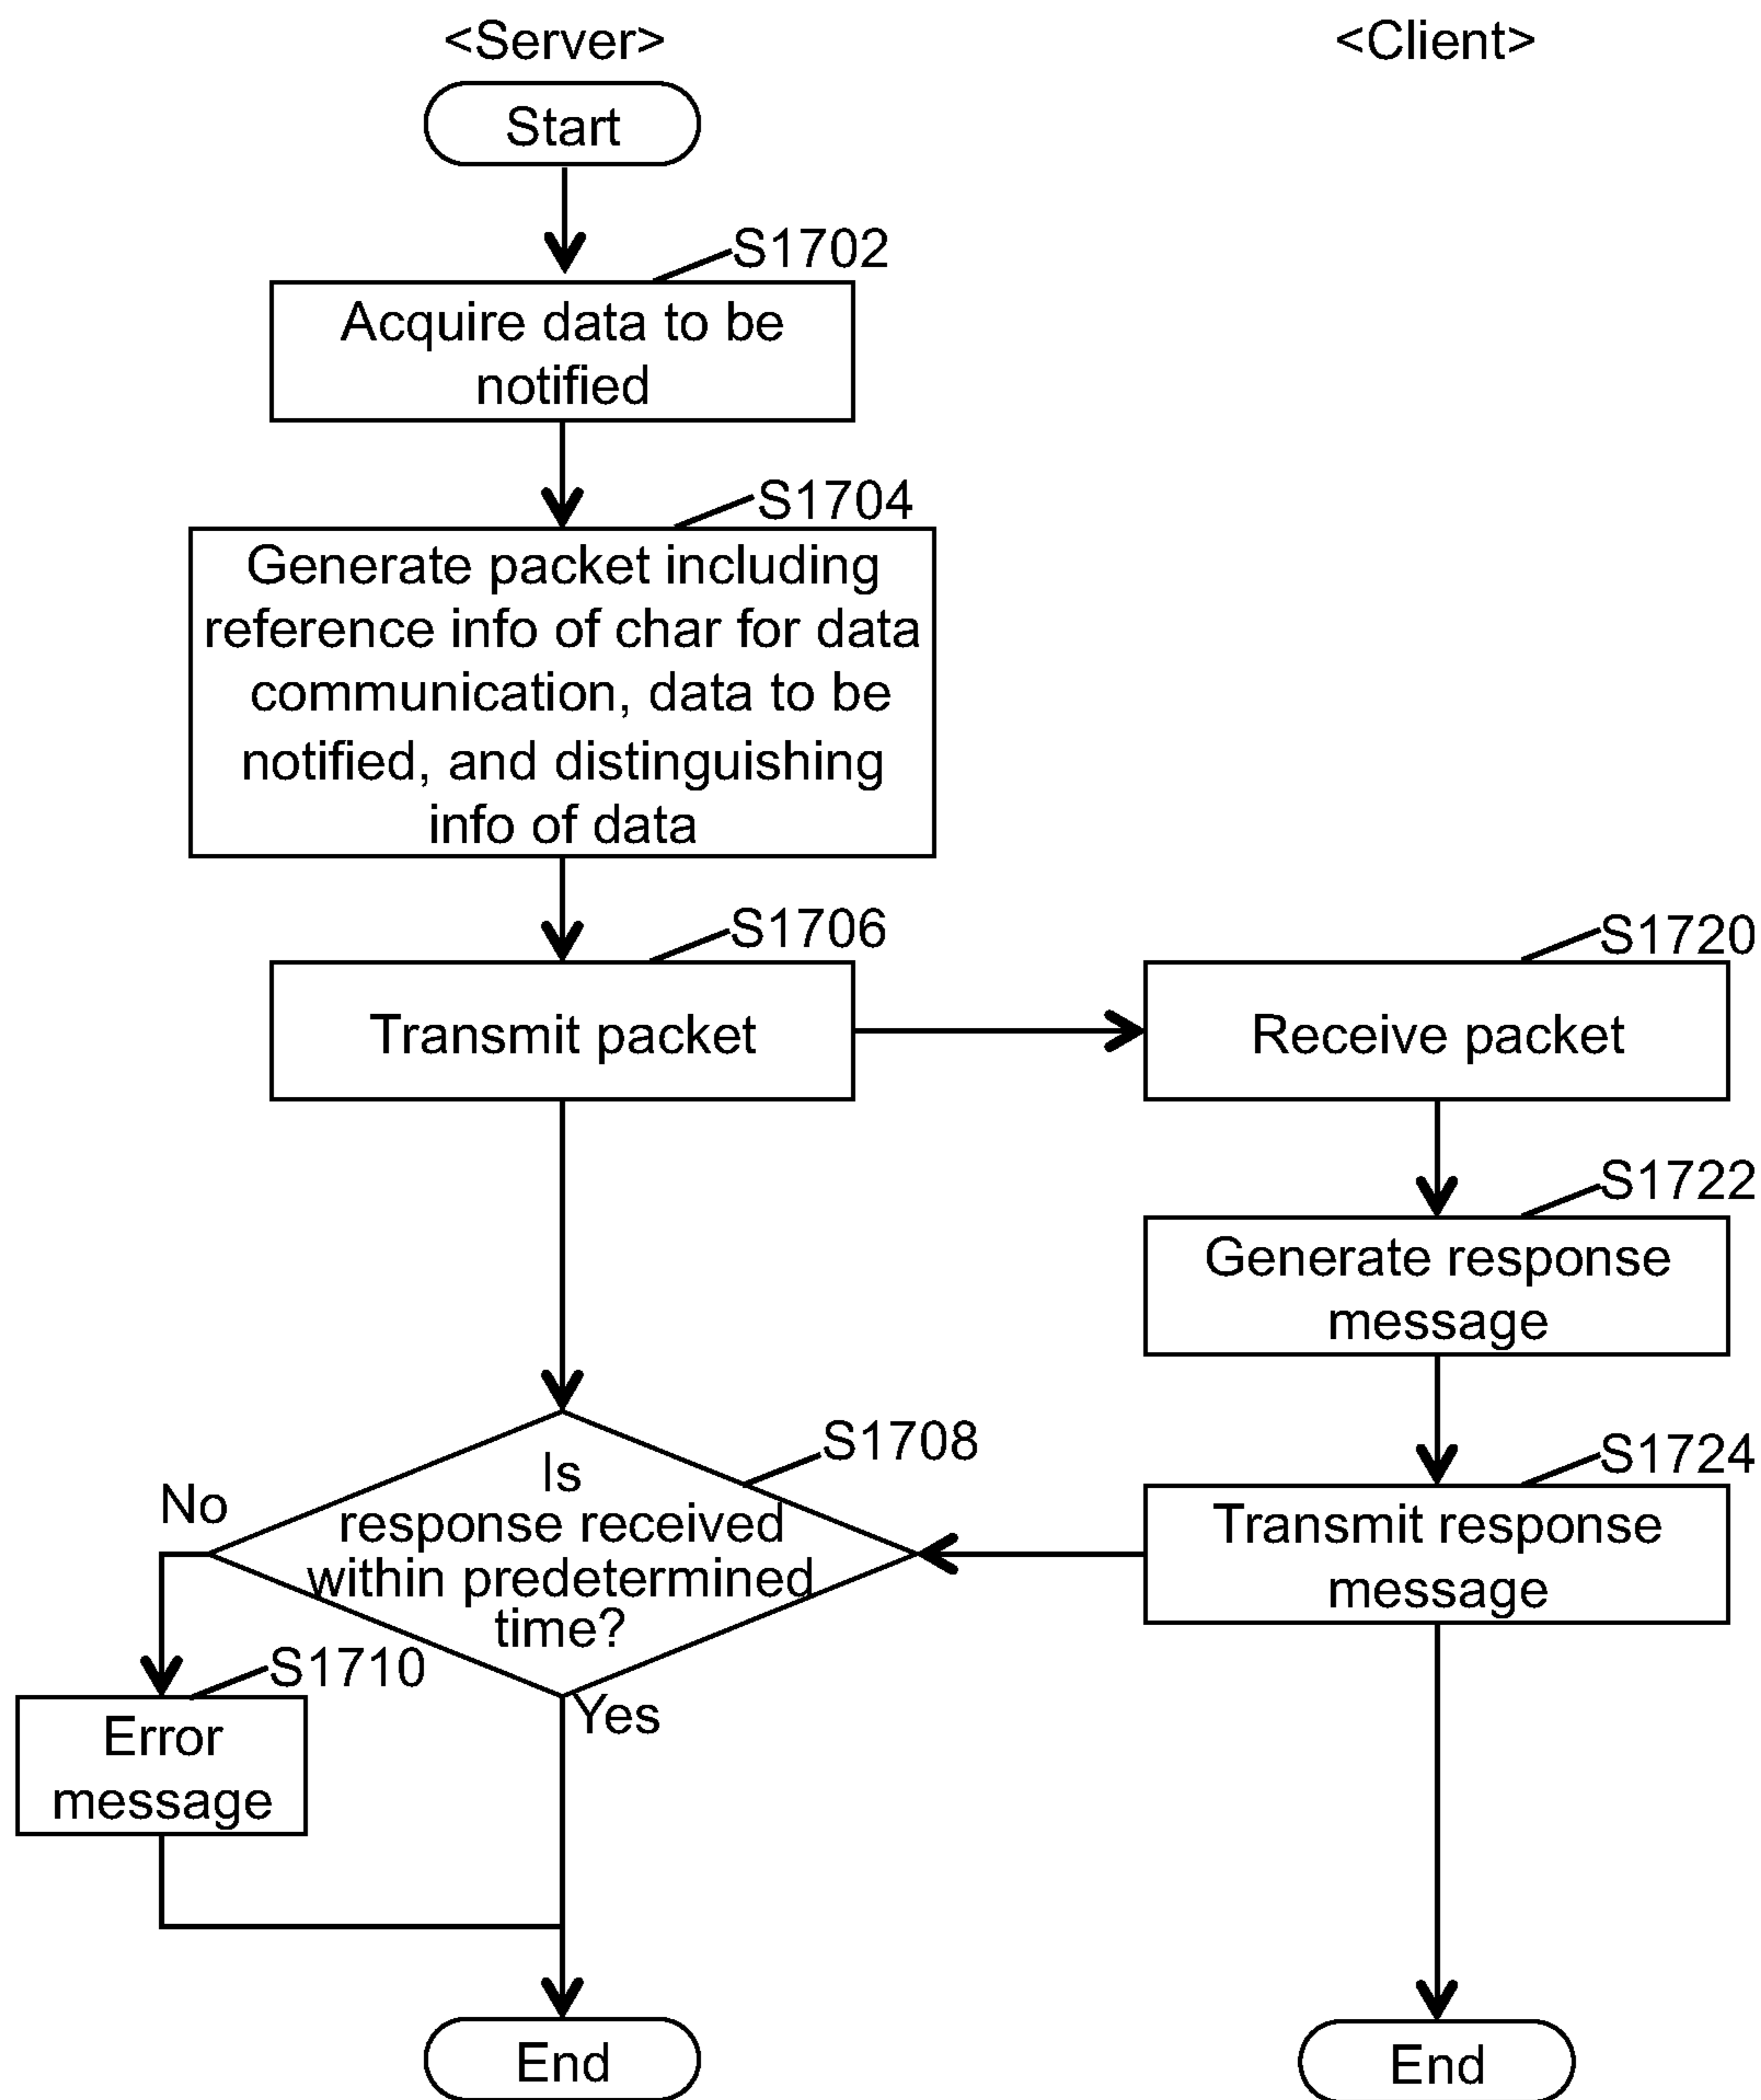 <Server>
<Client>
Start
S1702
Acquire data to be
notified
S1704
Generate packet including
reference info of char for data
communication, data to be
notified, and distinguishing
info of data
S1706
Transmit packet
S1720
Receive packet
S1722
Generate response
message
S1708
Is
response received
within predetermined
time?
No
Yes
S1724
Transmit response
message
S1710
Error
message
End
End